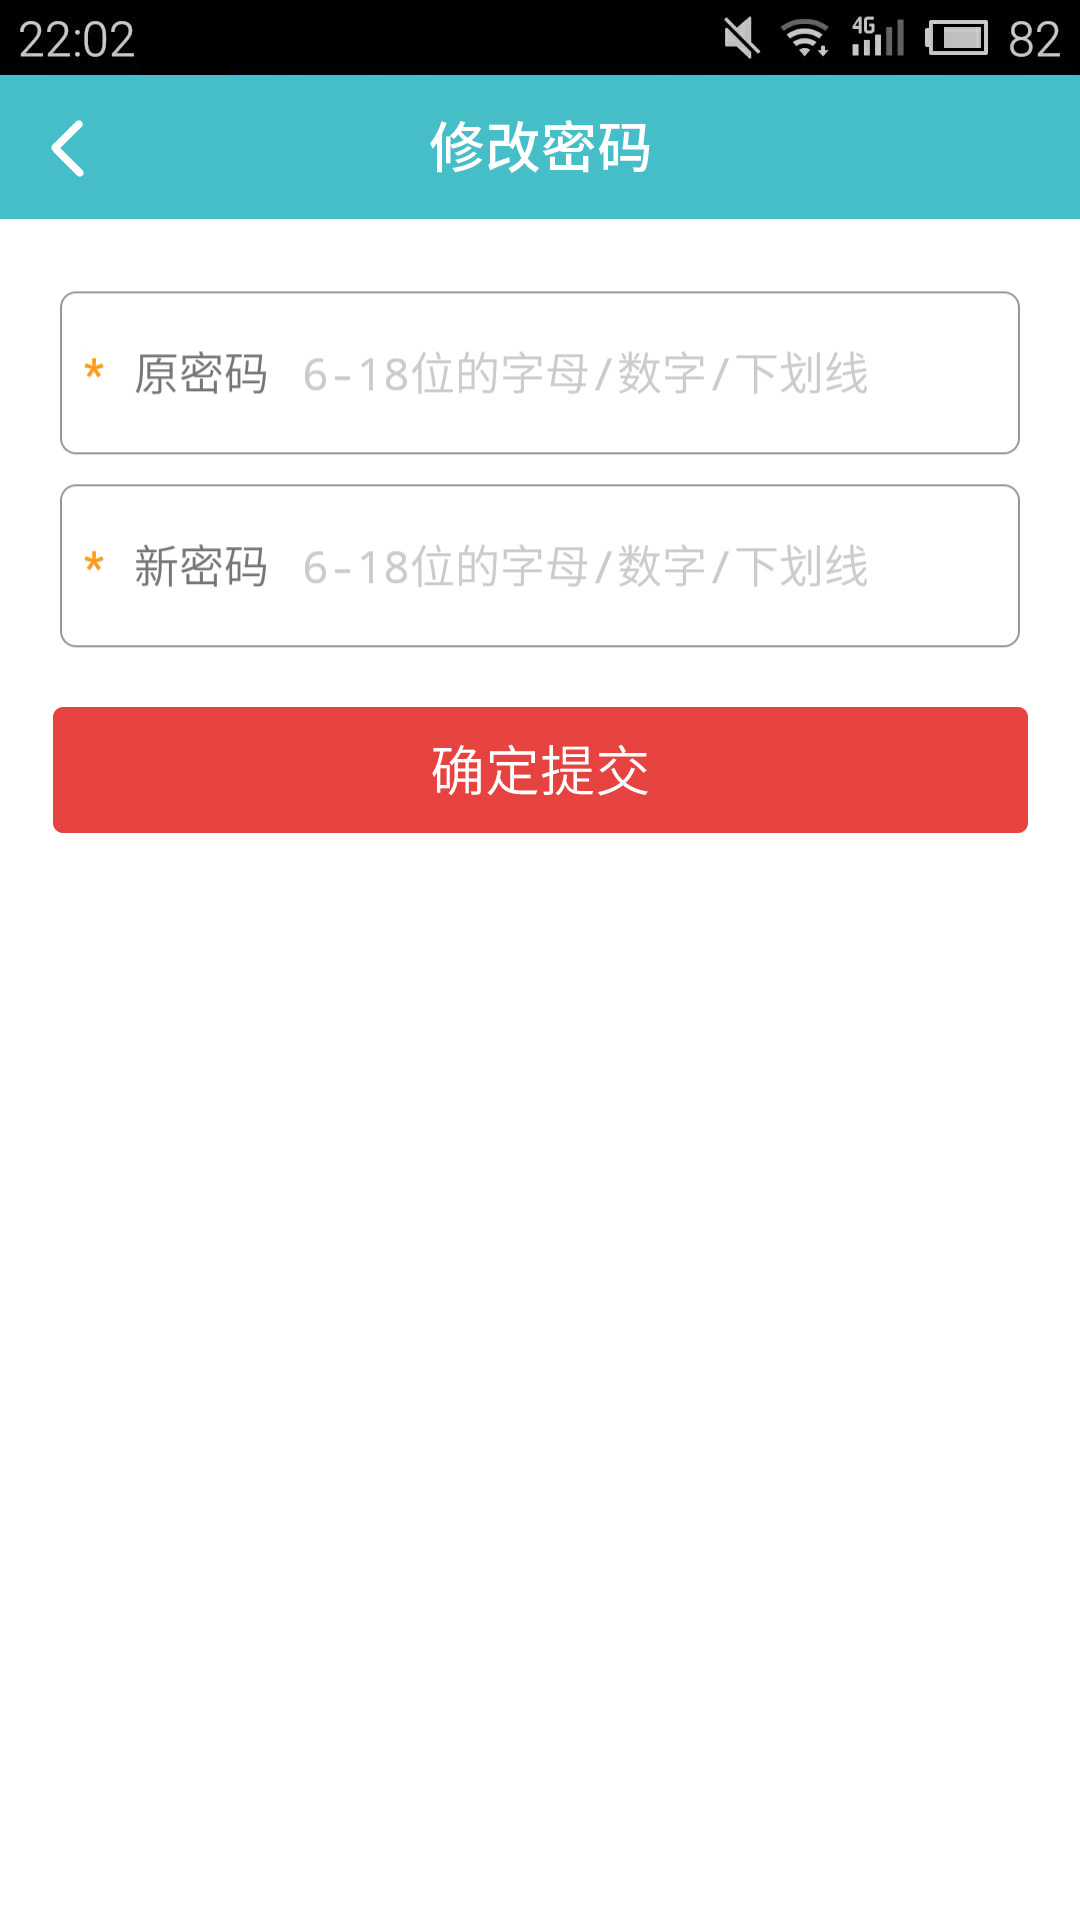 22:02 4G 82
修改密码
* 原密码 6-18位的字母/数字/下划线
* 新密码 6-18位的字母/数字/下划线
确定提交